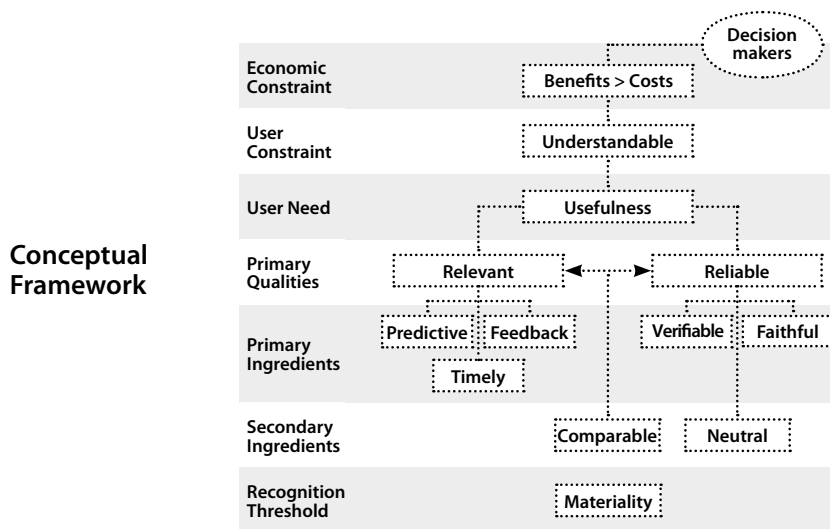 Decision
makers
Economic
Constraint
Benefits > Costs
User
Constraint
Understandable
User Need
Usefulness
Conceptual
Framework
Primary
Qualities
Relevant
Reliable
Primary
Ingredients
Predictive
Feedback
Verifiable
Faithful
Timely
Secondary
Ingredients
Comparable
Neutral
Recognition
Threshold
Materiality